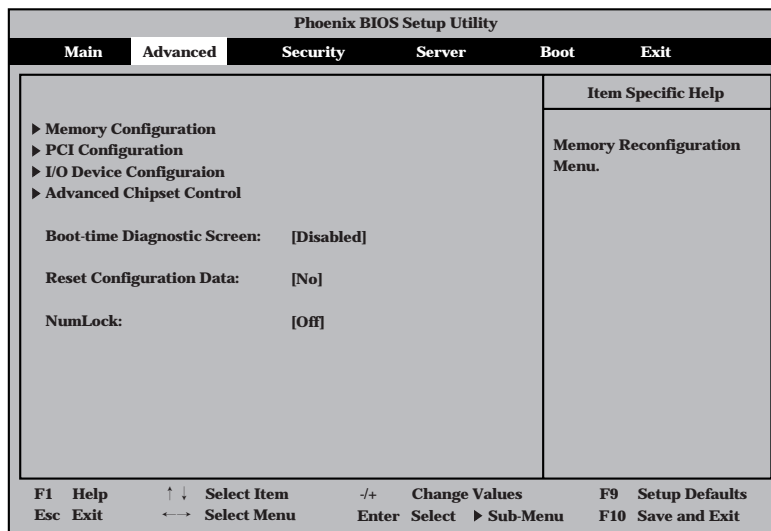 Phoenix BIOS Setup Utility
Main Advanced Security Server Boot Exit
Item Specific Help
Memory Reconfiguration
Menu.
▶ Memory Configuration
▶ PCI Configuration
▶ I/O Device Configuraion
▶ Advanced Chipset Control
Boot-time Diagnostic Screen: [Disabled]
Reset Configuration Data: [No]
NumLock: [Off]
F1 Help ↑↓ Select Item -/+ Change Values F9 Setup Defaults
Esc Exit ←→ Select Menu Enter Select ▶ Sub-Menu F10 Save and Exit